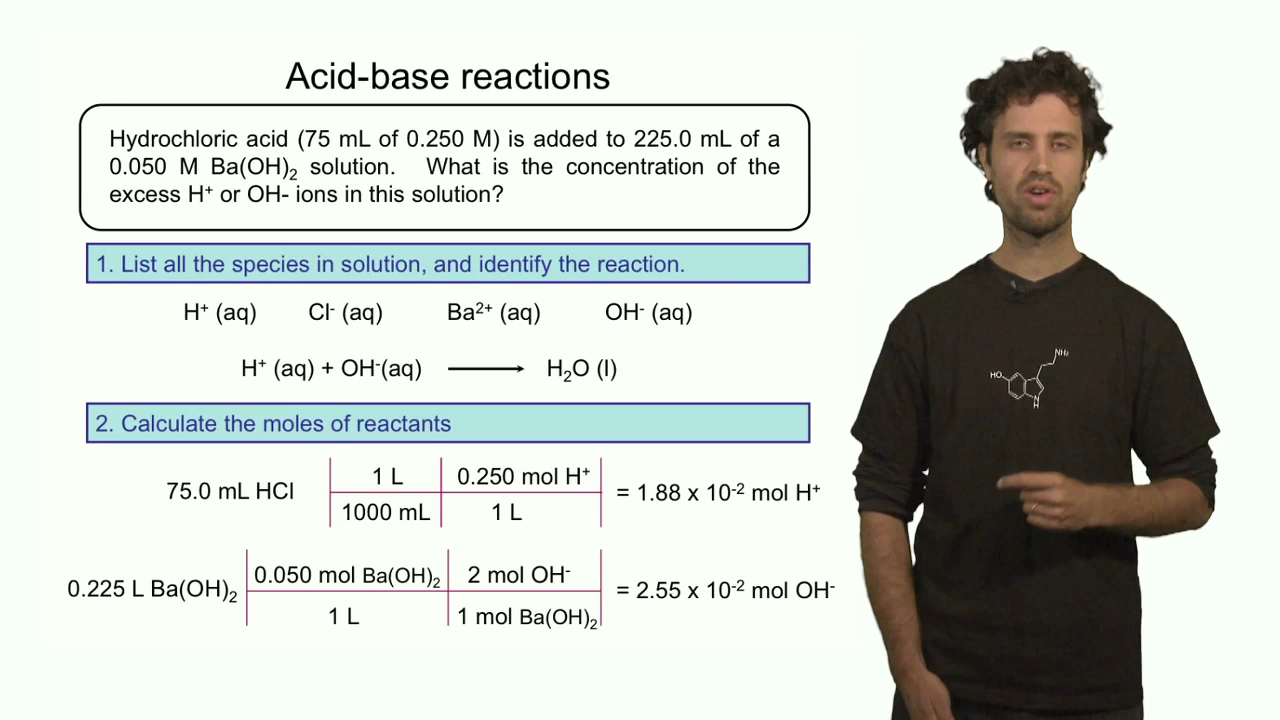 Acid-base reactions
Hydrochloric acid (75 mL of 0.250 M) is added to 225.0 mL of a
0.050 M Ba(OH)₂ solution. What is the concentration of the
excess H⁺ or OH- ions in this solution?
1. List all the species in solution, and identify the reaction.
H⁺ (aq) Cl⁻ (aq) Ba²⁺ (aq) OH⁻ (aq)
H⁺ (aq) + OH⁻(aq) ⟶ H₂O (l)
2. Calculate the moles of reactants
75.0 mL HCl
1 L
0.250 mol H⁺
1000 mL
1 L
= 1.88 x 10⁻² mol H⁺
0.225 L Ba(OH)₂
0.050 mol Ba(OH)₂
2 mol OH⁻
1 L
1 mol Ba(OH)₂
= 2.55 x 10⁻² mol OH⁻
NH₂
HO
N
H